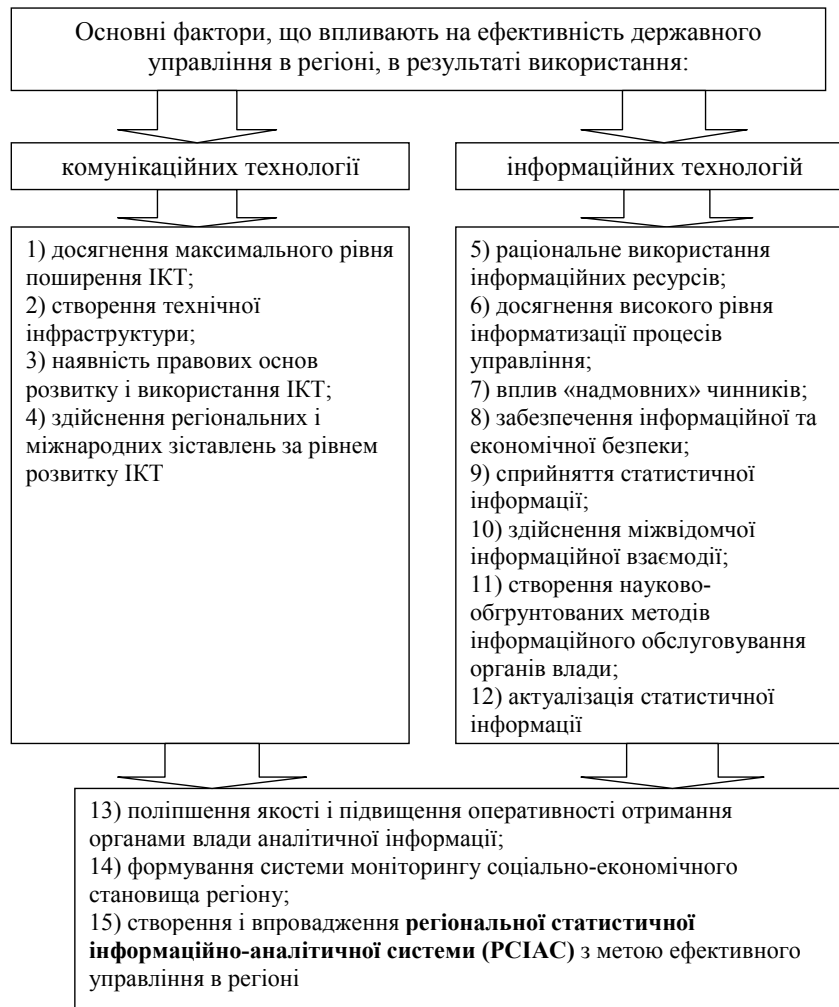 Основні фактори, що впливають на ефективність державного
управління в регіоні, в результаті використання:
комунікаційних технології
інформаційних технологій
1) досягнення максимального рівня
поширення ІКТ;
2) створення технічної
інфраструктури;
3) наявність правових основ
розвитку і використання ІКТ;
4) здійснення регіональних і
міжнародних зіставлень за рівнем
розвитку ІКТ
5) раціональне використання
інформаційних ресурсів;
6) досягнення високого рівня
інформатизації процесів
управління;
7) вплив «надмовних» чинників;
8) забезпечення інформаційної та
економічної безпеки;
9) сприйняття статистичної
інформації;
10) здійснення міжвідомчої
інформаційної взаємодії;
11) створення науково-
обгрунтованих методів
інформаційного обслуговування
органів влади;
12) актуалізація статистичної
інформації
13) поліпшення якості і підвищення оперативності отримання
органами влади аналітичної інформації;
14) формування системи моніторингу соціально-економічного
становища регіону;
15) створення і впровадження регіональної статистичної
інформаційно-аналітичної системи (РСІАС) з метою ефективного
управління в регіоні